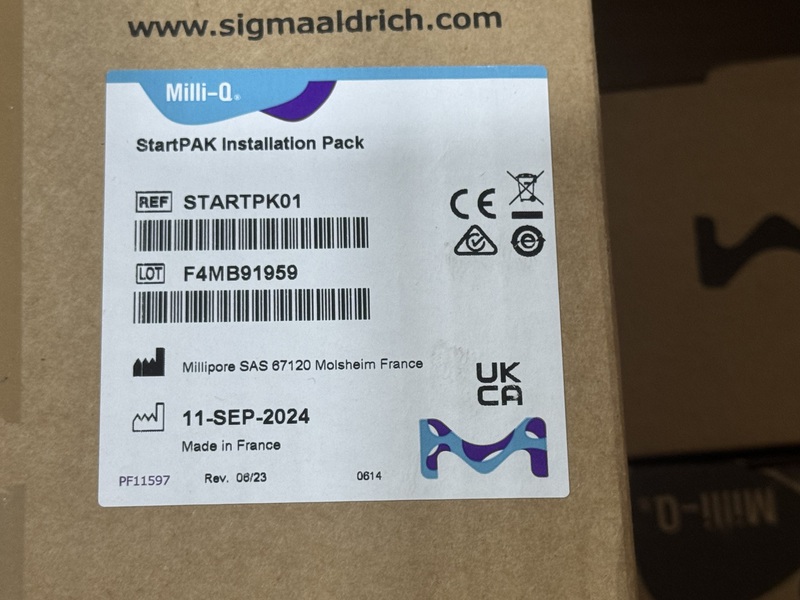 www.sigmaaldrich.com
Milli-Q®
StartPAK Installation Pack
REF STARTPK01
LOT F4MB91959
Millipore SAS 67120 Molsheim France
11-SEP-2024
Made in France
PF11597 Rev. 06/23 0614
CE
UK
CA
Milli-Q®